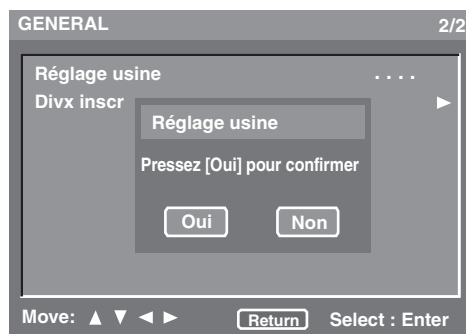 GENERAL 2/2
Réglage usine ....
Divx inscr ▶
Réglage usine
Pressez [Oui] pour confirmer
Oui Non
Move: ▲ ▼ ◄ ► Return Select : Enter